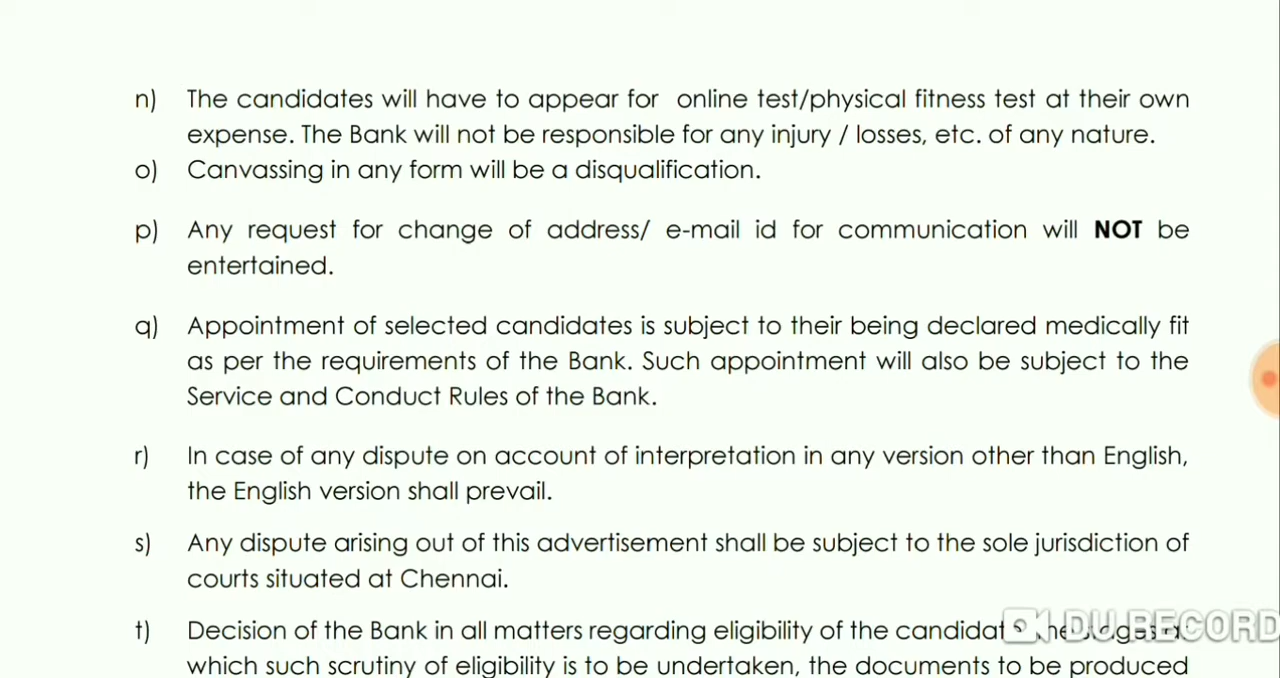 n) The candidates will have to appear for online test/physical fitness test at their own
expense. The Bank will not be responsible for any injury / losses, etc. of any nature.
o) Canvassing in any form will be a disqualification.
p) Any request for change of address/ e-mail id for communication will NOT be
entertained.
q) Appointment of selected candidates is subject to their being declared medically fit
as per the requirements of the Bank. Such appointment will also be subject to the
Service and Conduct Rules of the Bank.
r) In case of any dispute on account of interpretation in any version other than English,
the English version shall prevail.
s) Any dispute arising out of this advertisement shall be subject to the sole jurisdiction of
courts situated at Chennai.
t) Decision of the Bank in all matters regarding eligibility of the
DU RECORD
which such scrutiny of eligibility is to be undertaken, the documents to be produced